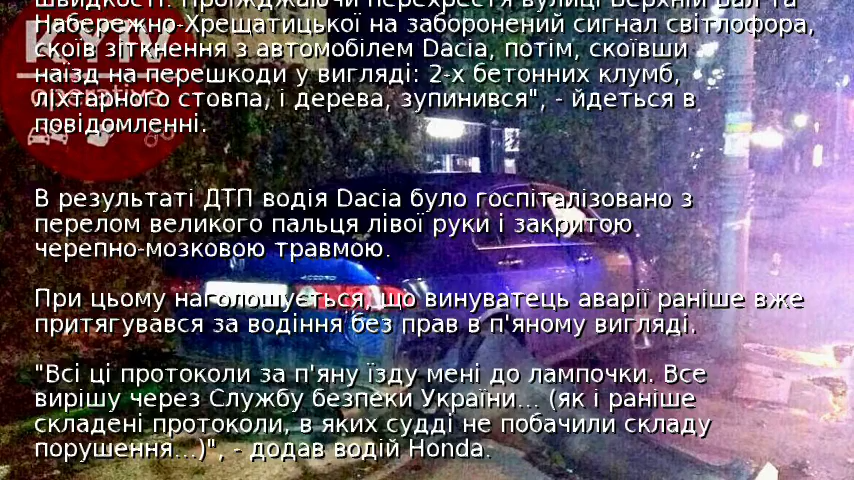 швидкості. Проїжджаючи перехрестя вулиці Верхній Вал та
Набережно-Хрещатицької на заборонений сигнал світлофора,
скоїв зіткнення з автомобілем Dacia, потім, скоївши
наїзд на перешкоди у вигляді: 2-х бетонних клумб,
ліхтарного стовпа, і дерева, зупинився", - йдеться в
повідомленні.
KYIV
operative
В результаті ДТП водія Dacia було госпіталізовано з
перелом великого пальця лівої руки і закритою
черепно-мозковою травмою.
При цьому наголошується, що винуватець аварії раніше вже
притягувався за водіння без прав в п'яному вигляді.
"Всі ці протоколи за п'яну їзду мені до лампочки. Все
вирішу через Службу безпеки України... (як і раніше
складені протоколи, в яких судді не побачили складу
порушення...)", - додав водій Honda.